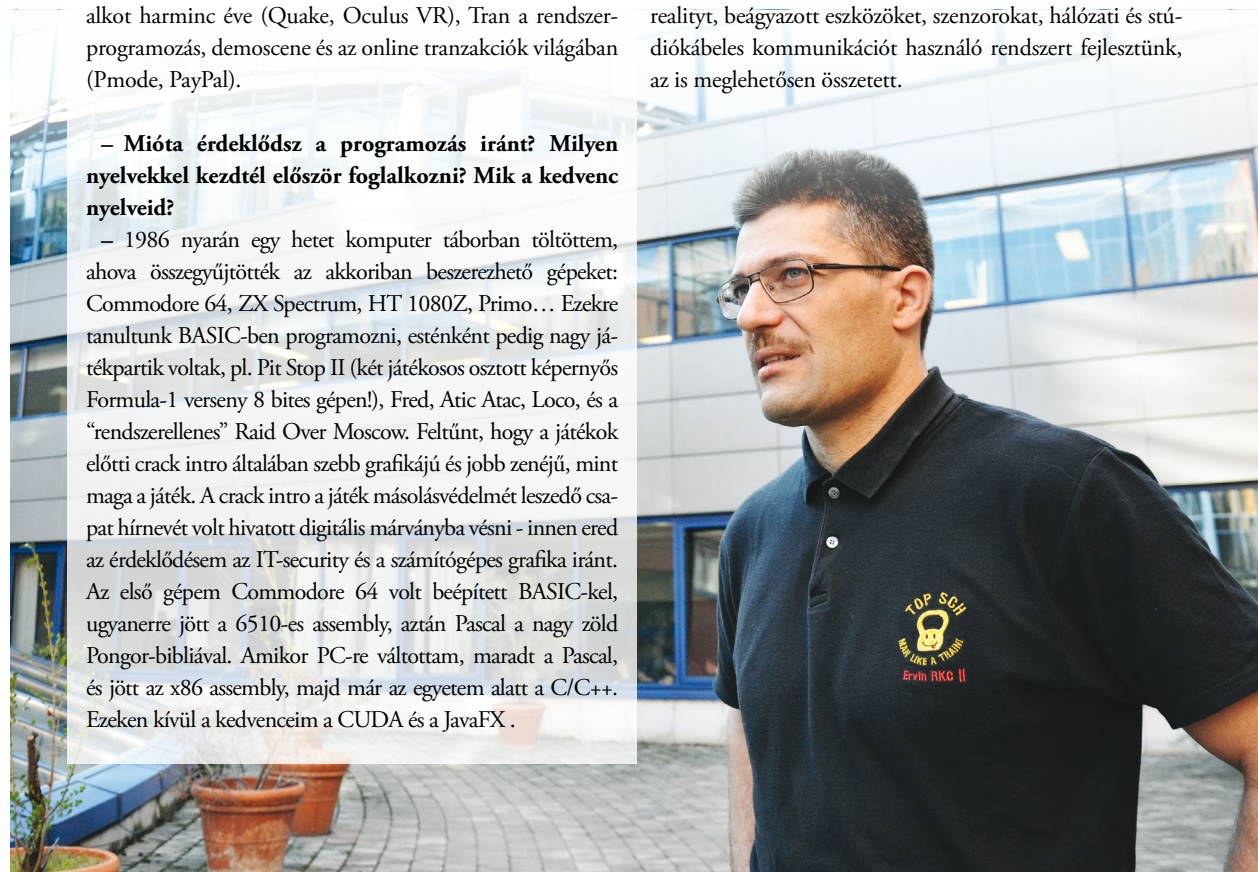 alkot harminc éve (Quake, Oculus VR), Tran a rendszer-
programozás, demoscene és az online tranzakciók világában
(Pmode, PayPal).
– Mióta érdeklődsz a programozás iránt? Milyen
nyelvekkel kezdtél először foglalkozni? Mik a kedvenc
nyelveid?
– 1986 nyarán egy hetet komputer táborban töltöttem,
ahova összegyűjtötték az akkoriban beszerezhető gépeket:
Commodore 64, ZX Spectrum, HT 1080Z, Primo… Ezekre
tanultunk BASIC-ben programozni, esténként pedig nagy já-
tékpartik voltak, pl. Pit Stop II (két játékosos osztott képernyős
Formula-1 verseny 8 bites gépen!), Fred, Atic Atac, Loco, és a
“rendszerellenes” Raid Over Moscow. Feltűnt, hogy a játékok
előtti crack intro általában szebb grafikájú és jobb zenéjű, mint
maga a játék. A crack intro a játék másolásvédelmét leszedő csa-
pat hírnevét volt hivatott digitális márványba vésni - innen ered
az érdeklődésem az IT-security és a számítógépes grafika iránt.
Az első gépem Commodore 64 volt beépített BASIC-kel,
ugyanerre jött a 6510-es assembly, aztán Pascal a nagy zöld
Pongor-bibliával. Amikor PC-re váltottam, maradt a Pascal,
és jött az x86 assembly, majd már az egyetem alatt a C/C++.
Ezeken kívül a kedvenceim a CUDA és a JavaFX .
realityt, beágyazott eszközöket, szenzorokat, hálózati és stú-
diókábeles kommunikációt használó rendszert fejlesztünk,
az is meglehetősen összetett.
TOP SCH
MAN LIKE A TRAIN!
Ervin RKC II